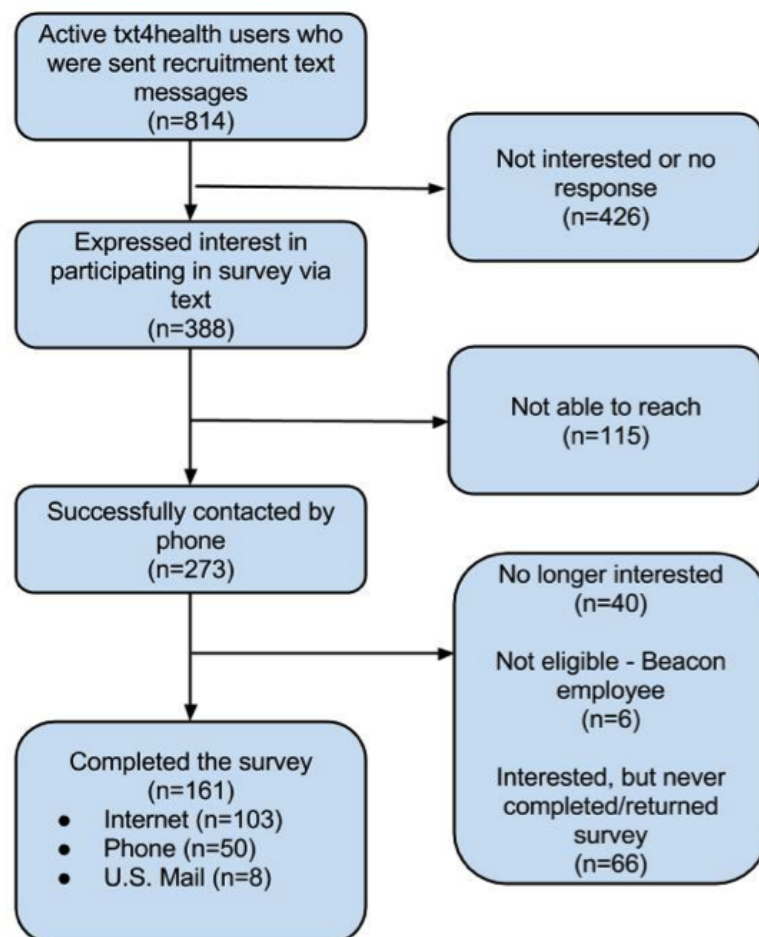 Active txt4health users who
were sent recruitment text
messages
(n=814)
Not interested or no
response
(n=426)
Expressed interest in
participating in survey via
text
(n=388)
Not able to reach
(n=115)
Successfully contacted by
phone
(n=273)
No longer interested
(n=40)
Not eligible - Beacon
employee
(n=6)
Interested, but never
completed/returned
survey
(n=66)
Completed the survey
(n=161)
● Internet (n=103)
● Phone (n=50)
● U.S. Mail (n=8)